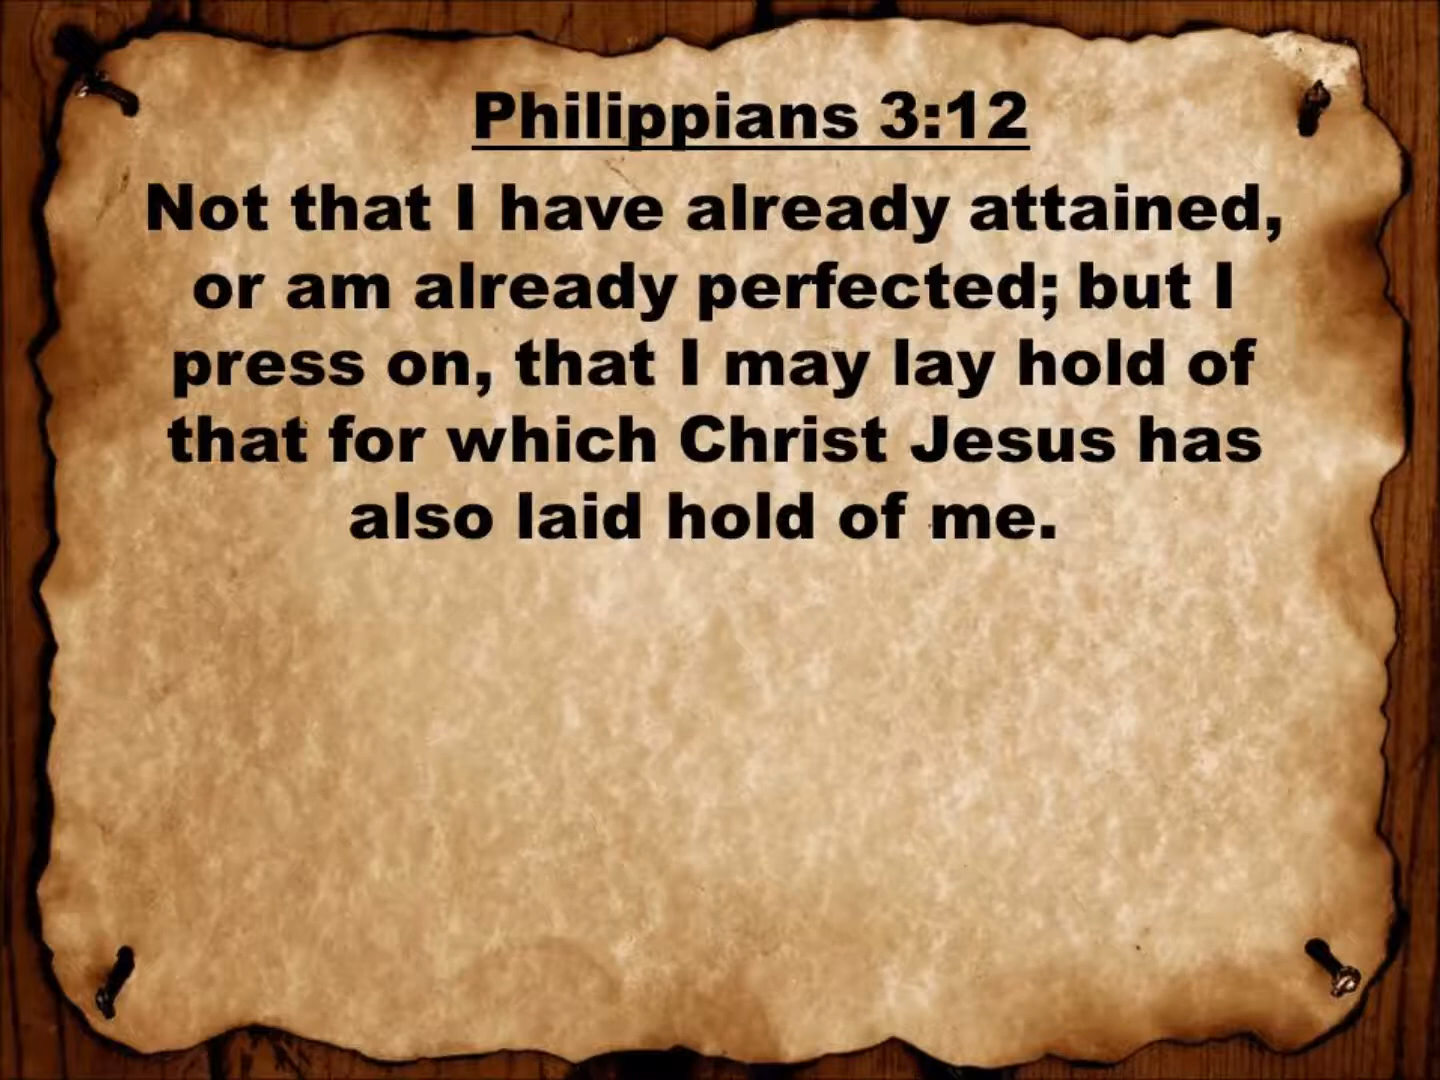 Philippians 3:12
Not that I have already attained,
or am already perfected; but I
press on, that I may lay hold of
that for which Christ Jesus has
also laid hold of me.